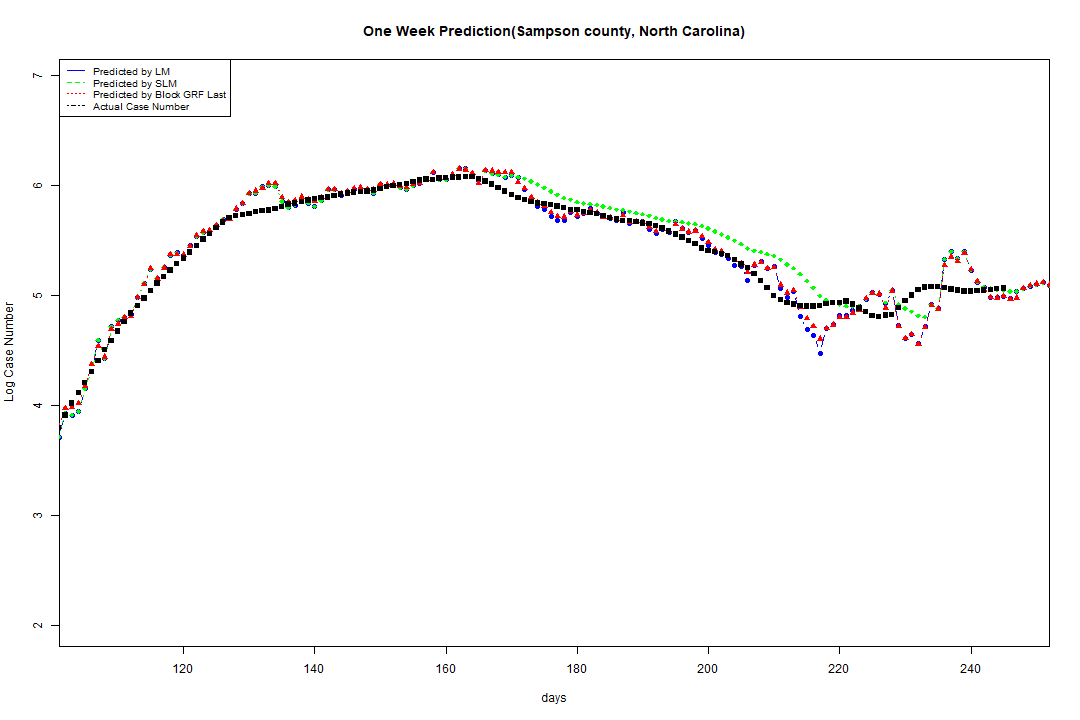 One Week Prediction(Sampson county, North Carolina)
Predicted by LM
Predicted by SLM
Predicted by Block GRF Last
Actual Case Number
7
6
5
4
3
2
Log Case Number
120 140 160 180 200 220 240
days